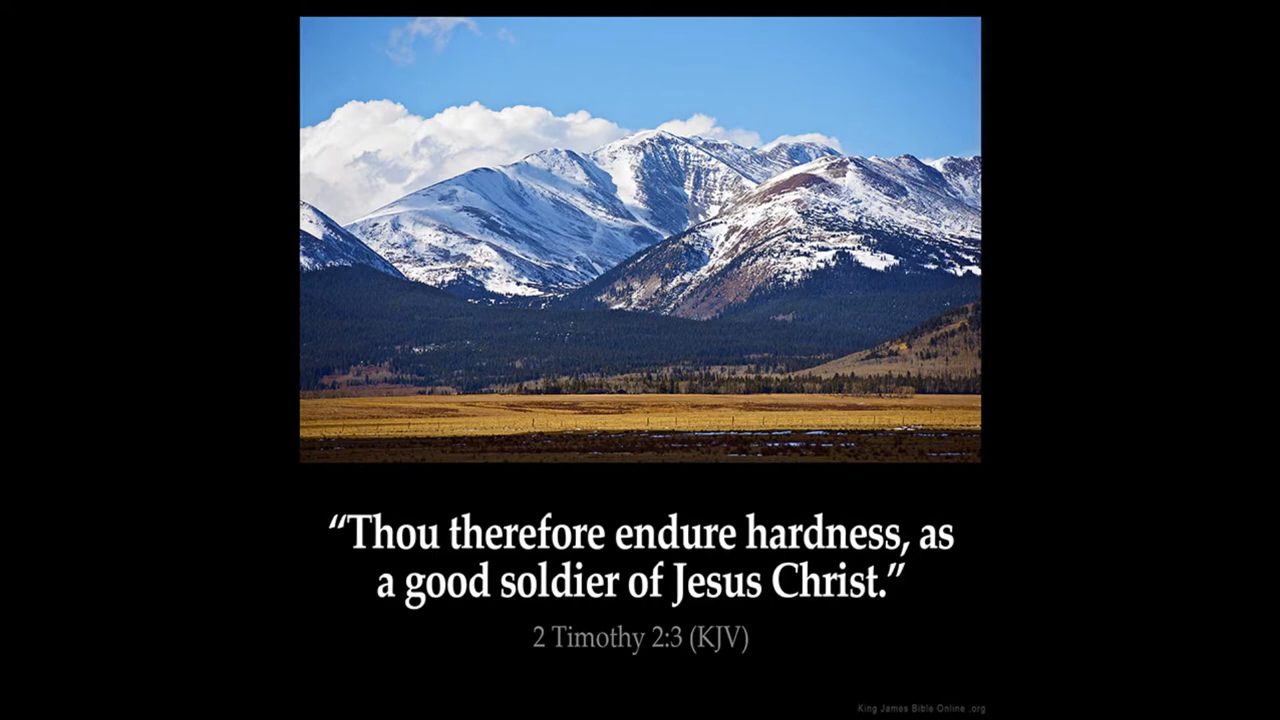 “Thou therefore endure hardness, as
a good soldier of Jesus Christ.”
2 Timothy 2:3 (KJV)
King James Bible Online .org